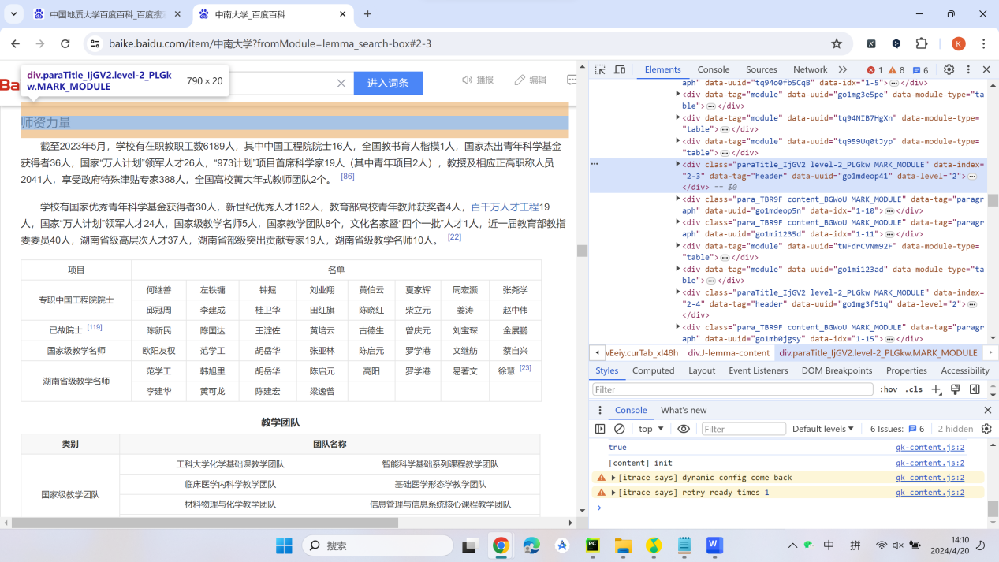 中国地质大学百度百科_百度搜
中南大学_百度百科
baike.baidu.com/item/中南大学?fromModule=lemma_search-box#2-3
K
div.paraTitle_IjGV2.level-2_PLGk
w.MARK_MODULE
790 × 20
进入词条
播报
编辑
师资力量
截至2023年5月，学校有在职教职工6189人，其中中国工程院院士16人，全国教书育人楷模1人，国家杰出青年科学基金
获得者36人，国家“万人计划”领军人才26人，“973计划”项目首席科学家19人（其中青年项目2人），教授及相应正高职称人员
2041人，享受政府特殊津贴专家388人，全国高校黄大年式教师团队2个。 [86]
学校有国家优秀青年科学基金获得者30人，新世纪优秀人才162人，教育部高校青年教师获奖者4人，百千万人才工程19
人，国家“万人计划”领军人才24人，国家级教学名师5人，国家教学团队8个，文化名家暨“四个一批”人才1人，近一届教育部教指
委委员40人，湖南省级高层次人才37人，湖南省部级突出贡献专家19人，湖南省级教学名师10人。 [22]
项目 名单
专职中国工程院院士
何继善 左铁镛 钟掘 刘业翔 黄伯云 夏家辉 周宏灏 张尧学
邱冠周 李建成 桂卫华 田红旗 陈晓红 柴立元 姜涛 赵中伟
已故院士 [119] 陈新民 陈国达 王淀佐 黄培云 古德生 曾庆元 刘宝琛 金展鹏
国家级教学名师 欧阳友权 范学工 胡岳华 张亚林 陈启元 罗学港 文继舫 蔡自兴
湖南省级教学名师
范学工 韩旭里 胡岳华 陈启元 高阳 罗学港 易著文 徐慧 [23]
李建华 黄可龙 陈建宏 梁逸曾
教学团队
类别 团队名称
国家级教学团队
工科大学化学基础课教学团队 智能科学基础系列课程教学团队
临床医学内科学教学团队 基础医学形态学教学团队
材料物理与化学教学团队 信息管理与信息系统核心课程教学团队
Elements Console Sources Network 1 8 6
aph" data-uuid="tq94o0fb5CqB" data-idx="1-5">…</div>
<div data-tag="module" data-uuid="go1mg3e5pe" data-module-type="ta
ble">…</div>
<div data-tag="module" data-uuid="tq94NIB7HgXn" data-module-type=
"table">…</div>
<div data-tag="module" data-uuid="tq959Uq0tJyp" data-module-type=
"table">…</div>
<div class="paraTitle_IjGV2 level-2_PLGkw MARK_MODULE" data-index=
"2-3" data-tag="header" data-uuid="go1mdeop41" data-level="2">…
</div> == $0
<div class="para_TBR9F content_BGWoU MARK_MODULE" data-tag="paragr
aph" data-uuid="go1mdeop5n" data-idx="1-10">…</div>
<div class="para_TBR9F content_BGWoU MARK_MODULE" data-tag="paragr
aph" data-uuid="go1mi1235d" data-idx="1-11">…</div>
<div data-tag="module" data-uuid="tNFdrCVNm92F" data-module-type=
"table">…</div>
<div data-tag="module" data-uuid="go1mi123ad" data-module-type="ta
ble">…</div>
<div class="paraTitle_IjGV2 level-2_PLGkw MARK_MODULE" data-index=
"2-4" data-tag="header" data-uuid="go1mg3f51q" data-level="2">…
</div>
<div class="para_TBR9F content_BGWoU MARK_MODULE" data-tag="paragr
aph" data-uuid="go1mb0jgsy" data-idx="1-15">…</div>
wEeiy.curTab_xI48h div.J-lemma-content div.paraTitle_IjGV2.level-2_PLGkw.MARK_MODULE
Styles Computed Layout Event Listeners DOM Breakpoints Properties Accessibility
Filter :hov .cls
Console What's new
top Filter Default levels 6 Issues: 6 2 hidden
true qk-content.js:2
[content] init qk-content.js:2
[itrace says] dynamic config come back qk-content.js:2
[itrace says] retry ready times 1 qk-content.js:2
搜索
中
拼
14:10
2024/4/20